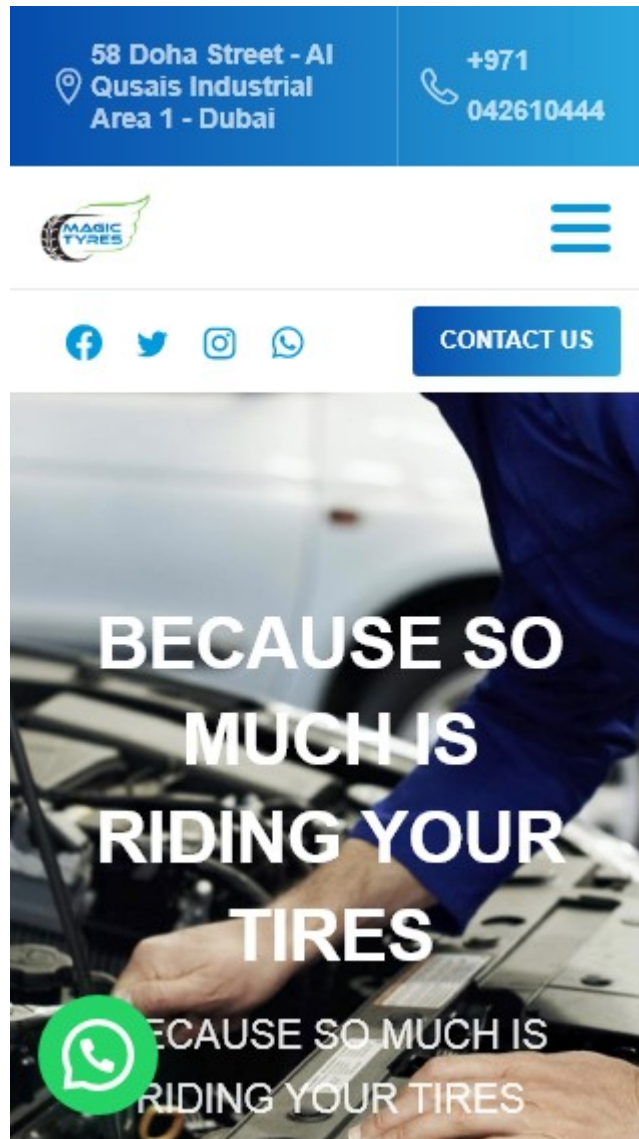 58 Doha Street - Al
Qusais Industrial
Area 1 - Dubai
+971
042610444
MAGIC
TYRES
CONTACT US
BECAUSE SO
MUCH IS
RIDING YOUR
TIRES
ECAUSE SO MUCH IS
RIDING YOUR TIRES